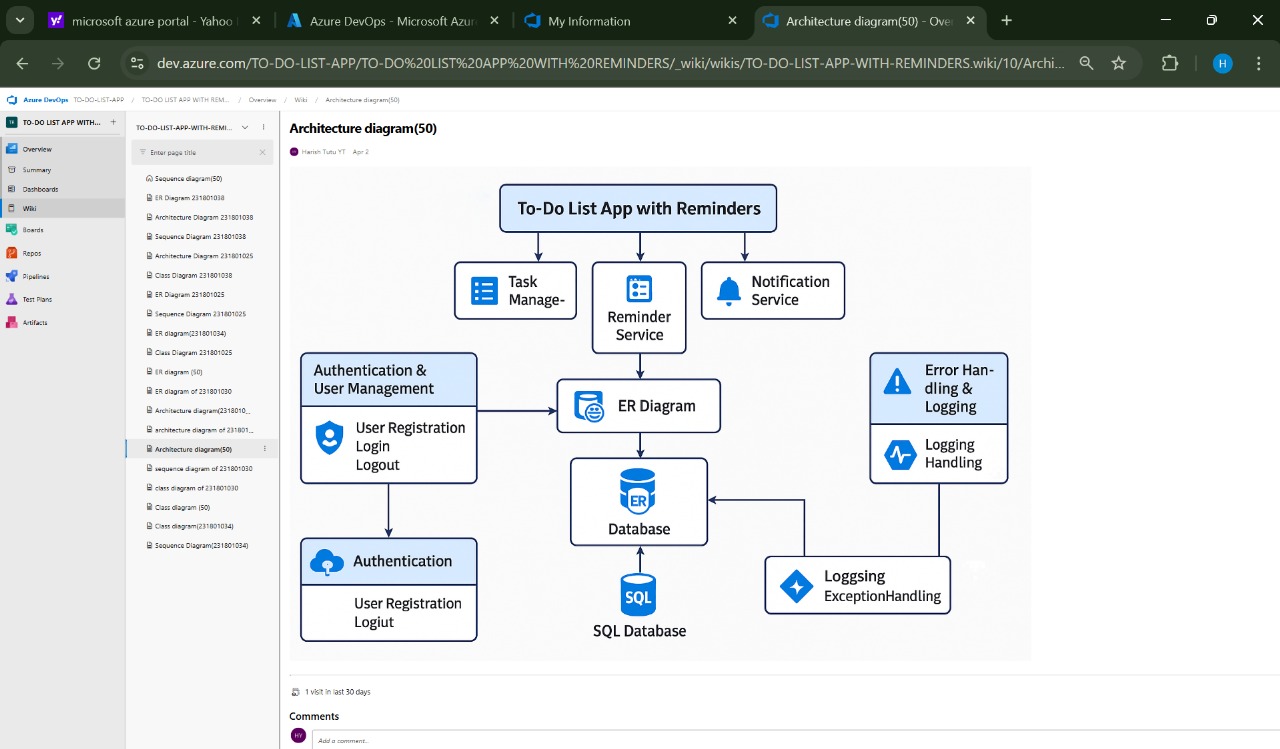 microsoft azure portal - Yahoo
Azure DevOps - Microsoft Azur
My Information
Architecture diagram(50) - Ove
dev.azure.com/TO-DO-LIST-APP/TO-DO%20LIST%20APP%20WITH%20REMINDERS/_wiki/wikis/TO-DO-LIST-APP-WITH-REMINDERS.wiki/10/Archi...
H
Azure DevOps TO-DO-LIST-APP / TO-DO LIST APP WITH REM... / Overview / Wiki / Architecture diagram(50)
TO-DO LIST APP WITH...
Overview
Summary
Dashboards
Wiki
Boards
Repos
Pipelines
Test Plans
Artifacts
TO-DO-LIST-APP-WITH-REMI...
Enter page title
Sequence diagram(50)
ER Diagram 231801038
Architecture Diagram 231801038
Sequence Diagram 231801038
Architecture Diagram 231801025
Class Diagram 231801038
ER Diagram 231801025
Sequence Diagram 231801025
ER diagram(231801034)
Class Diagram 231801025
ER diagram (50)
ER diagram of 231801030
Architecture diagram(2318010...
architecture diagram of 231801...
Architecture diagram(50)
sequence diagram of 231801030
class diagram of 231801030
Class diagram (50)
Class diagram(231801034)
Sequence Diagram(231801034)
Architecture diagram(50)
HY Harish Tutu YT Apr 2
To-Do List App with Reminders
Task
Manage-
Reminder
Service
Notification
Service
Authentication &
User Management
User Registration
Login
Logout
ER Diagram
Error Han-
dling &
Logging
Logging
Handling
ER
Database
Authentication
User Registration
Logiut
SQL
SQL Database
Loggsing
ExceptionHandling
1 visit in last 30 days
Comments
HY
Add a comment...